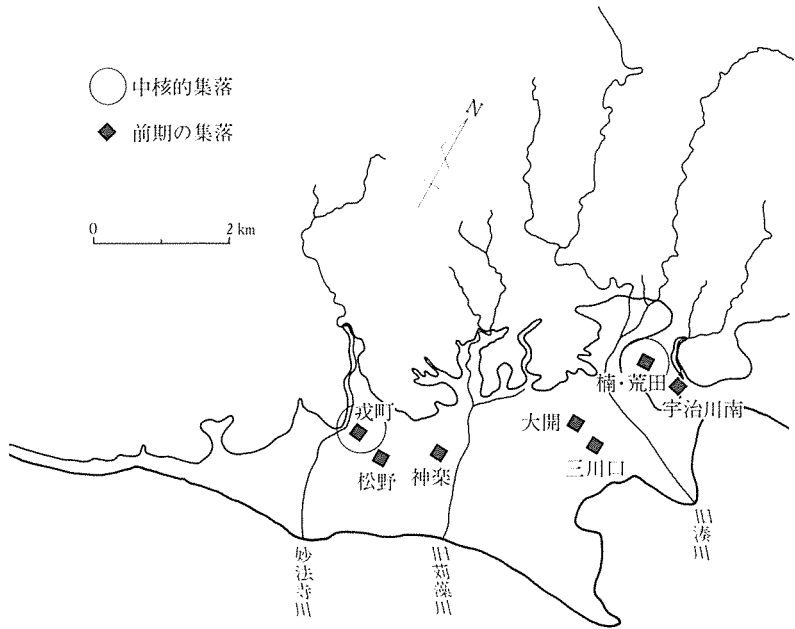 中核的集落
前期の集落
N
0 2 km
戎町
松野
神楽
大開
三川口
楠・荒田
宇治川南
妙法寺川
旧苅藻川
旧湊川